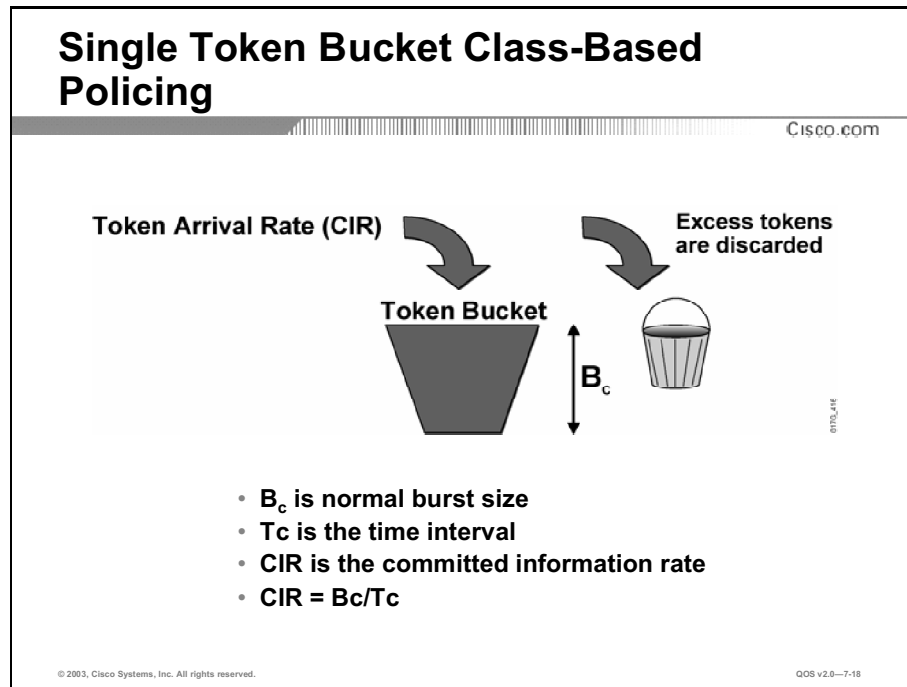 Single Token Bucket Class-Based
Policing
Cisco.com
Token Arrival Rate (CIR)
Excess tokens
are discarded
Token Bucket
Bc
• Bc is normal burst size
• Tc is the time interval
• CIR is the committed information rate
• CIR = Bc/Tc
© 2003, Cisco Systems, Inc. All rights reserved.
QOS v2.0—7-18